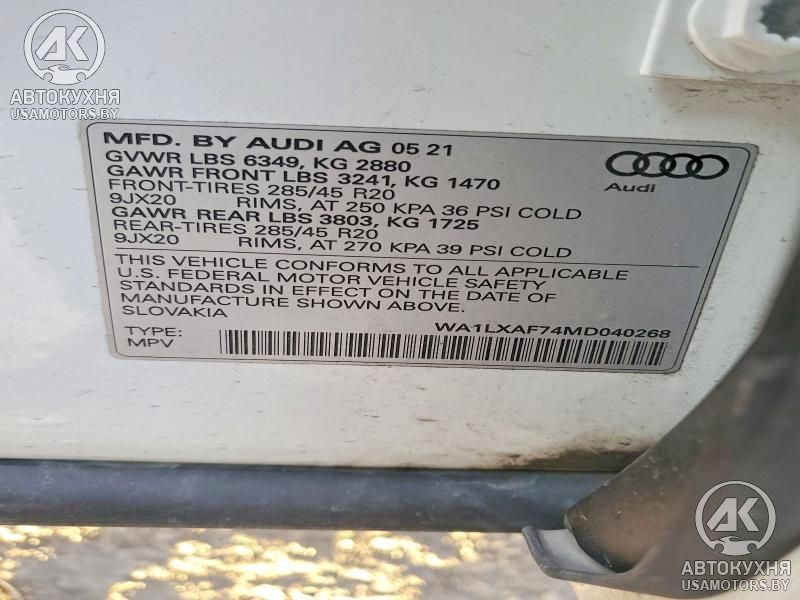 AK
АВТОКУХНЯ
USAMOTORS.BY
MFD. BY AUDI AG 05 21
GVWR LBS 6349, KG 2880
GAWR FRONT LBS 3241, KG 1470
FRONT-TIRES 285/45 R20
9JX20 RIMS, AT 250 KPA 36 PSI COLD
GAWR REAR LBS 3803, KG 1725
REAR-TIRES 285/45 R20
9JX20 RIMS, AT 270 KPA 39 PSI COLD
Audi
THIS VEHICLE CONFORMS TO ALL APPLICABLE
U.S. FEDERAL MOTOR VEHICLE SAFETY
STANDARDS IN EFFECT ON THE DATE OF
MANUFACTURE SHOWN ABOVE.
SLOVAKIA WA1LXAF74MD040268
TYPE:
MPV
AK
АВТОКУХНЯ
USAMOTORS.BY